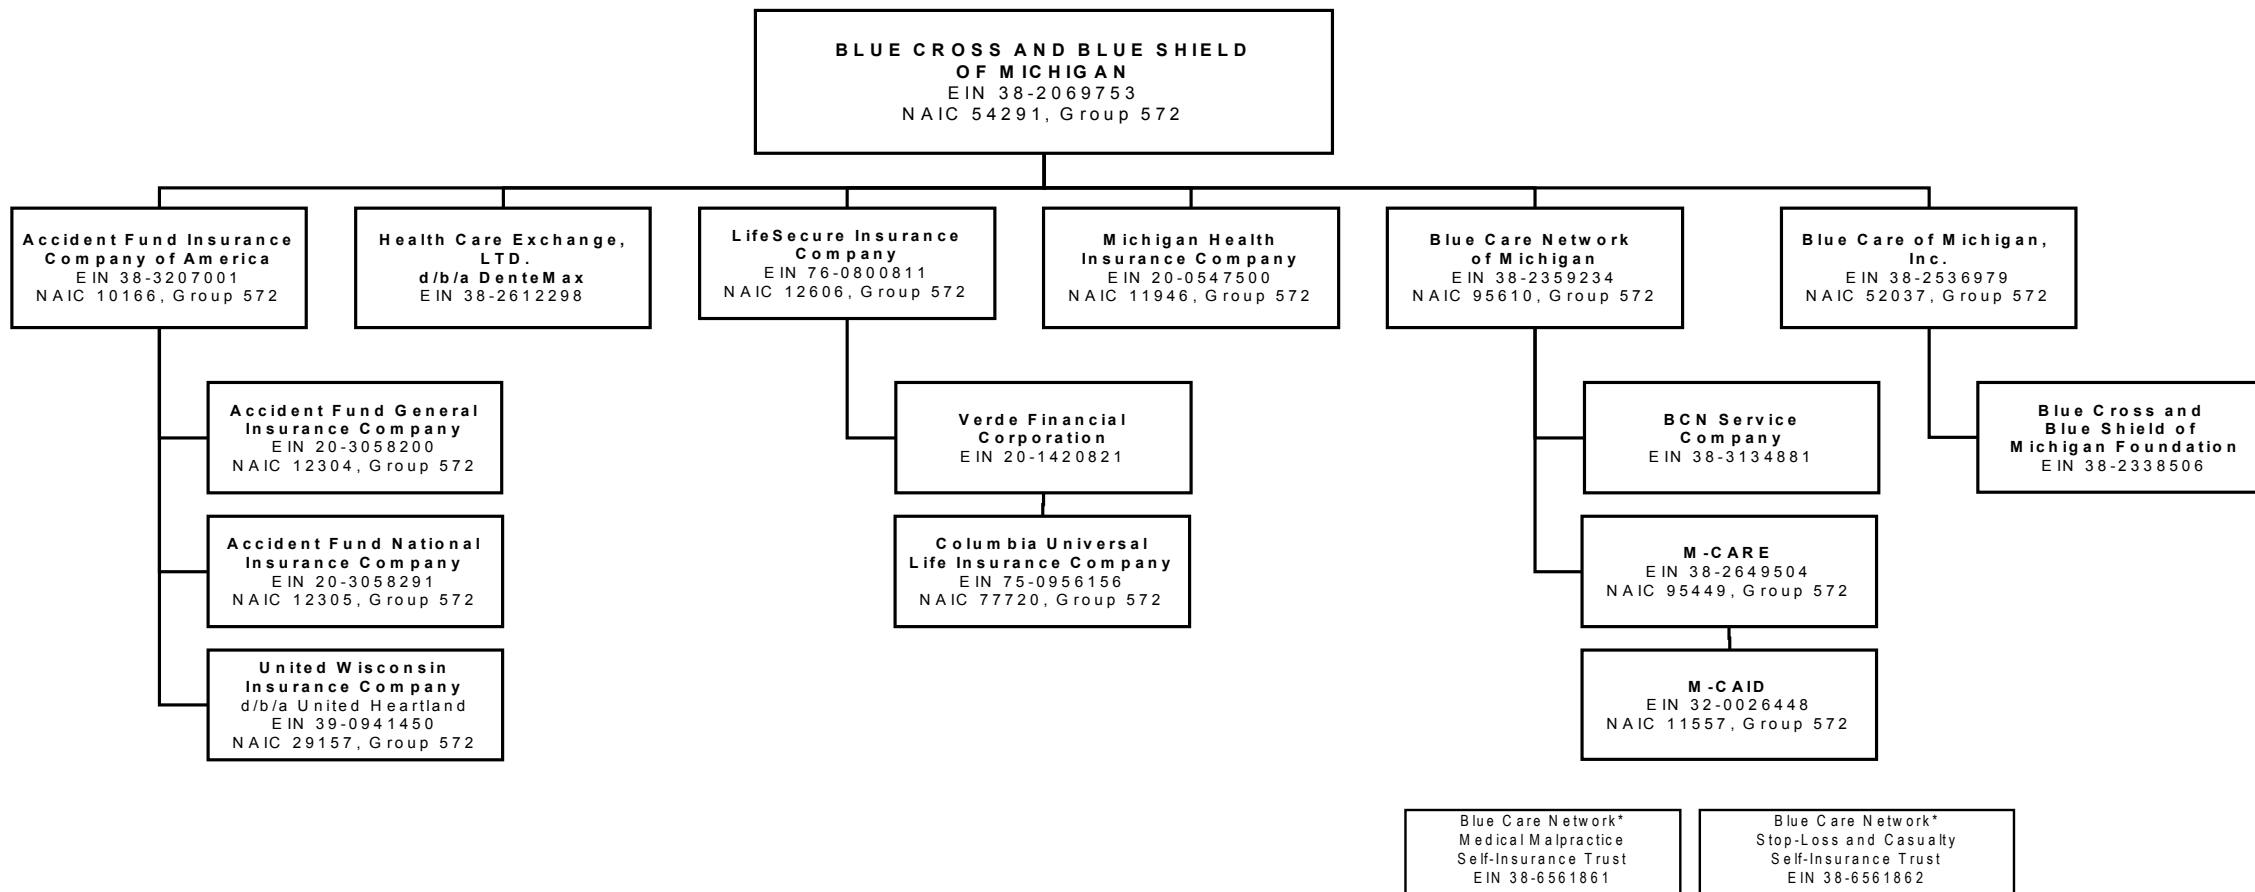 BLUE CROSS AND BLUE SHIELD
OF MICHIGAN
EIN 38-2069753
NAIC 54291, Group 572
Accident Fund Insurance
Company of America
EIN 38-3207001
NAIC 10166, Group 572
Health Care Exchange,
LTD.
d/b/a DenteMax
EIN 38-2612298
LifeSecure Insurance
Company
EIN 76-0800811
NAIC 12606, Group 572
Michigan Health
Insurance Company
EIN 20-0547500
NAIC 11946, Group 572
Blue Care Network
of Michigan
EIN 38-2359234
NAIC 95610, Group 572
Blue Care of Michigan,
Inc.
EIN 38-2536979
NAIC 52037, Group 572
Accident Fund General
Insurance Company
EIN 20-3058200
NAIC 12304, Group 572
Verde Financial
Corporation
EIN 20-1420821
BCN Service
Company
EIN 38-3134881
Blue Cross and
Blue Shield of
Michigan Foundation
EIN 38-2338506
Accident Fund National
Insurance Company
EIN 20-3058291
NAIC 12305, Group 572
Columbia Universal
Life Insurance Company
EIN 75-0956156
NAIC 77720, Group 572
M-CARE
EIN 38-2649504
NAIC 95449, Group 572
United Wisconsin
Insurance Company
d/b/a United Heartland
EIN 39-0941450
NAIC 29157, Group 572
M-CAID
EIN 32-0026448
NAIC 11557, Group 572
Blue Care Network*
Medical Malpractice
Self-Insurance Trust
EIN 38-6561861
Blue Care Network*
Stop-Loss and Casualty
Self-Insurance Trust
EIN 38-6561862